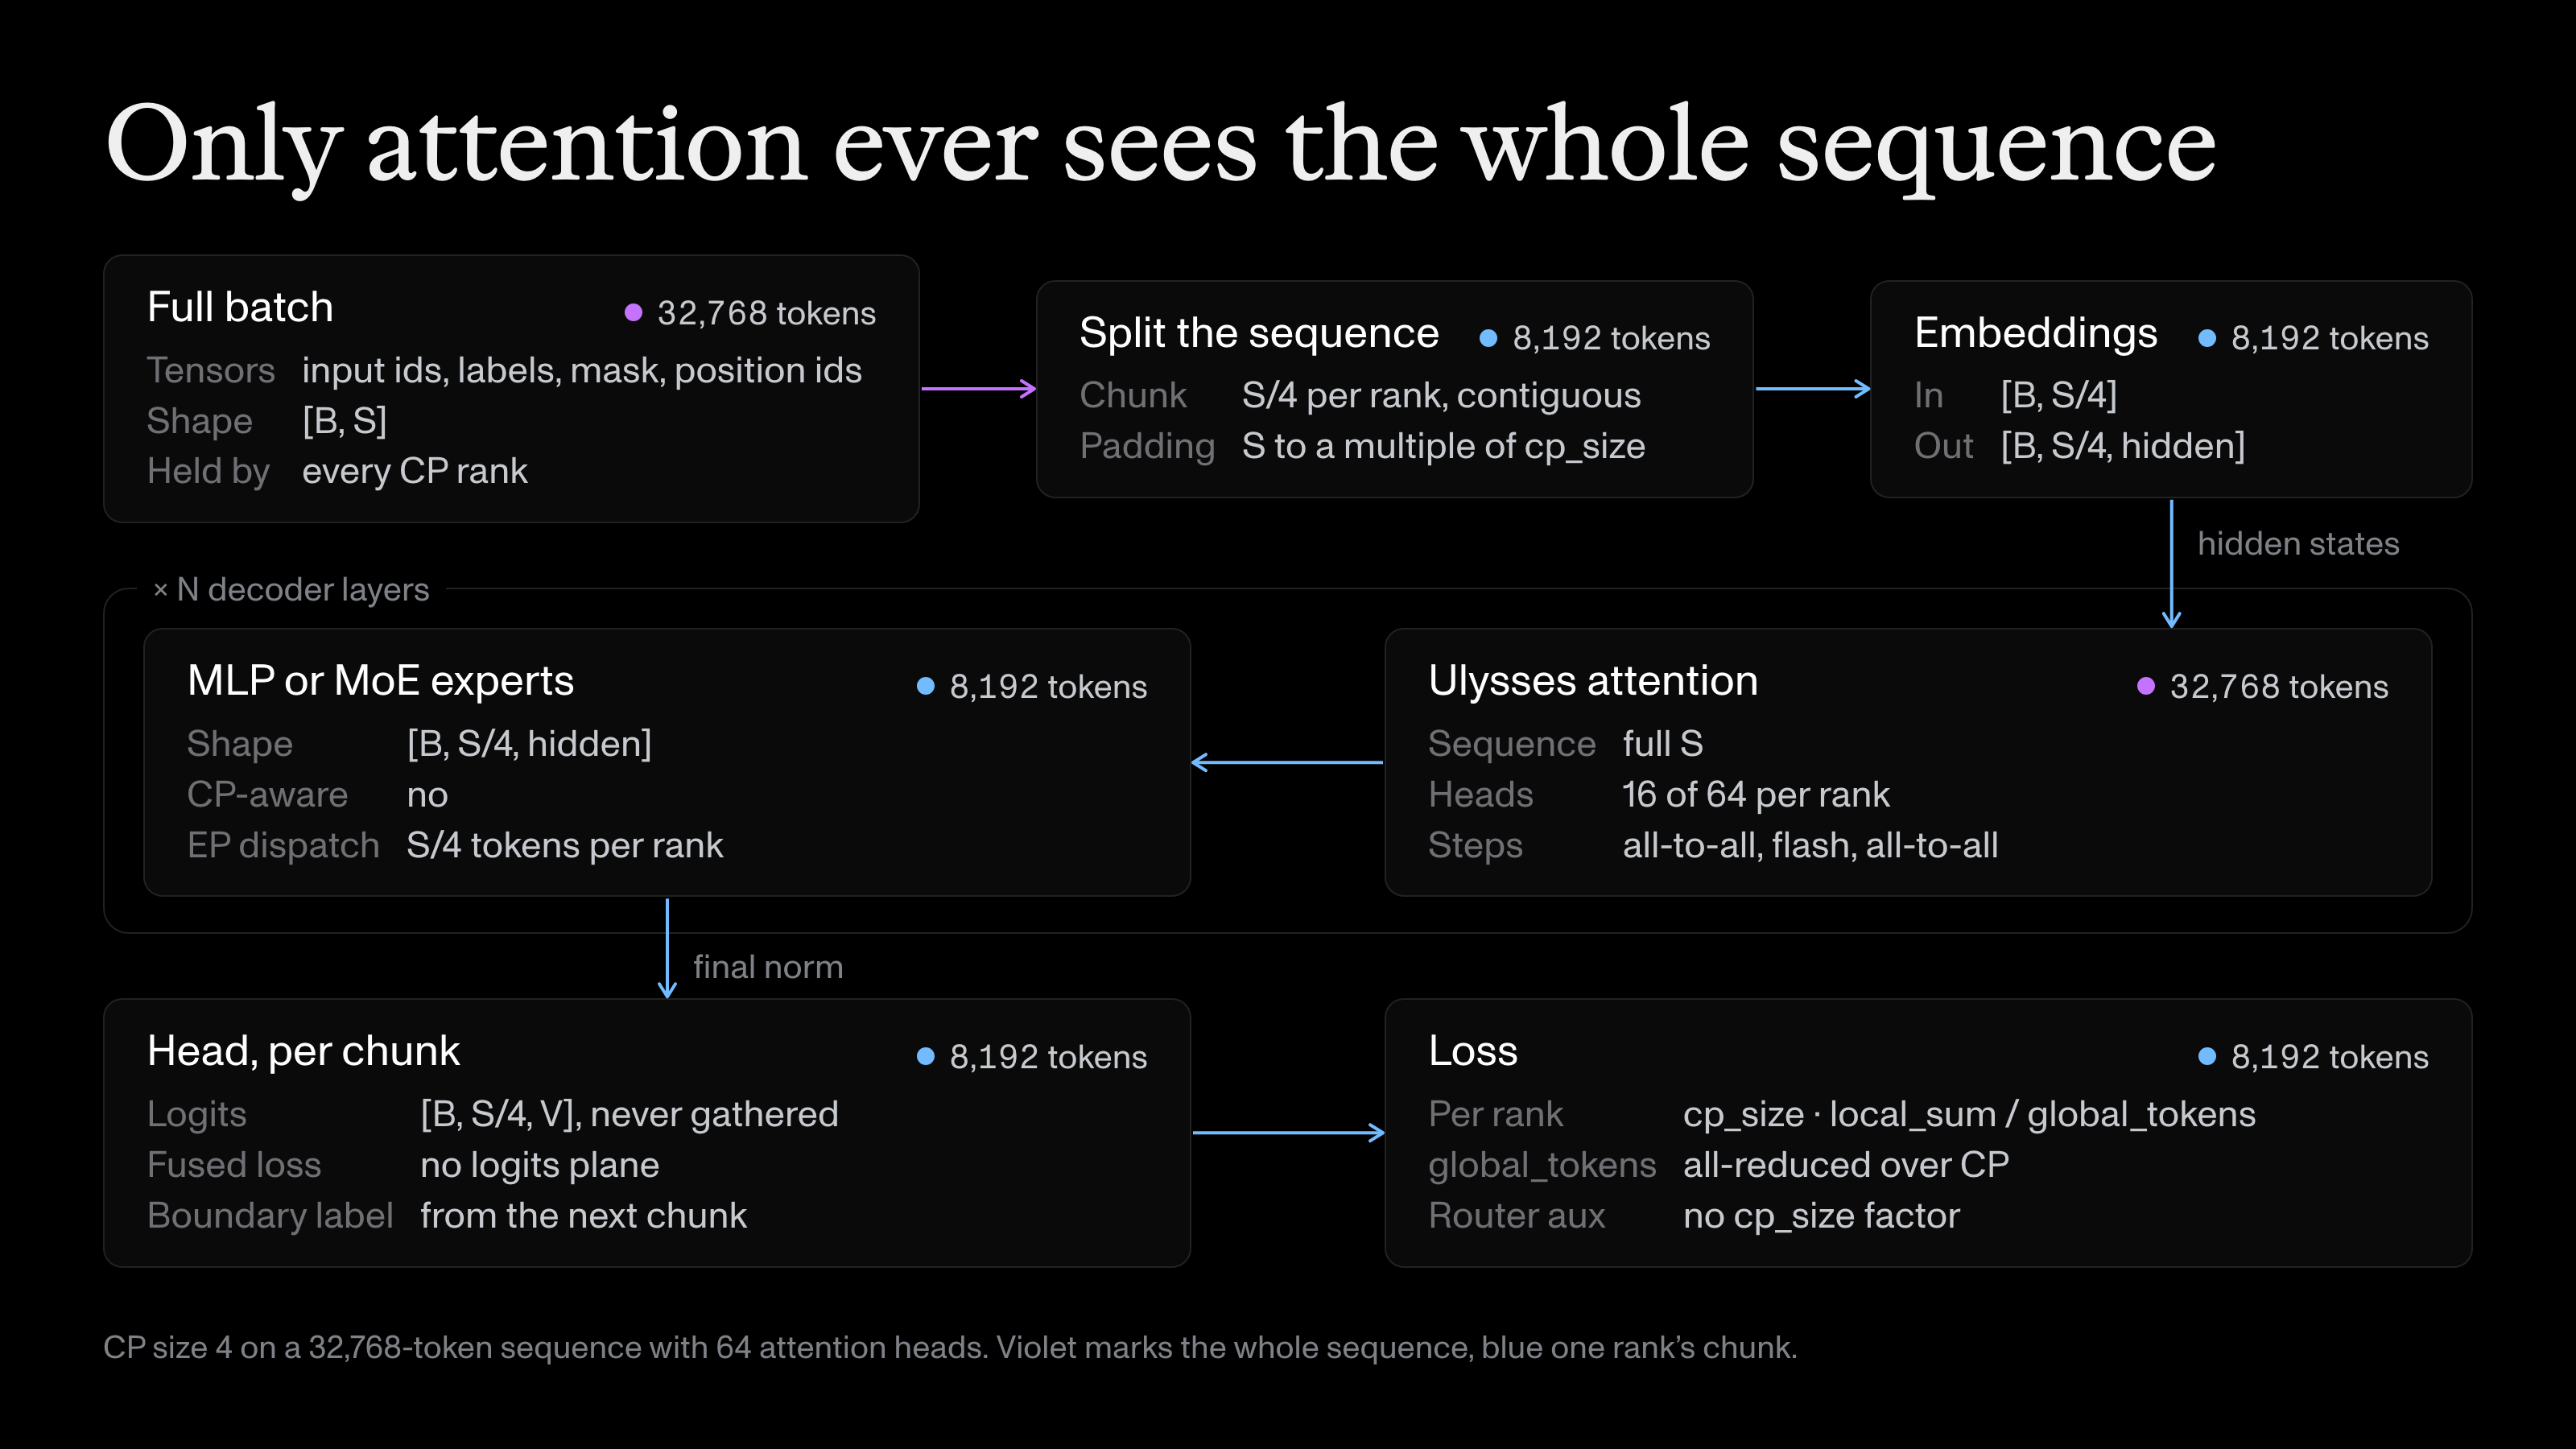 Only attention ever sees the whole sequence
Full batch
32,768 tokens
Tensors input ids, labels, mask, position ids
Shape [B, S]
Held by every CP rank
Split the sequence
8,192 tokens
Chunk S/4 per rank, contiguous
Padding S to a multiple of cp_size
Embeddings
8,192 tokens
In [B, S/4]
Out [B, S/4, hidden]
hidden states
× N decoder layers
Ulysses attention
32,768 tokens
Sequence full S
Heads 16 of 64 per rank
Steps all-to-all, flash, all-to-all
MLP or MoE experts
8,192 tokens
Shape [B, S/4, hidden]
CP-aware no
EP dispatch S/4 tokens per rank
final norm
Head, per chunk
8,192 tokens
Logits [B, S/4, V], never gathered
Fused loss no logits plane
Boundary label from the next chunk
Loss
8,192 tokens
Per rank cp_size · local_sum / global_tokens
global_tokens all-reduced over CP
Router aux no cp_size factor
CP size 4 on a 32,768-token sequence with 64 attention heads. Violet marks the whole sequence, blue one rank’s chunk.